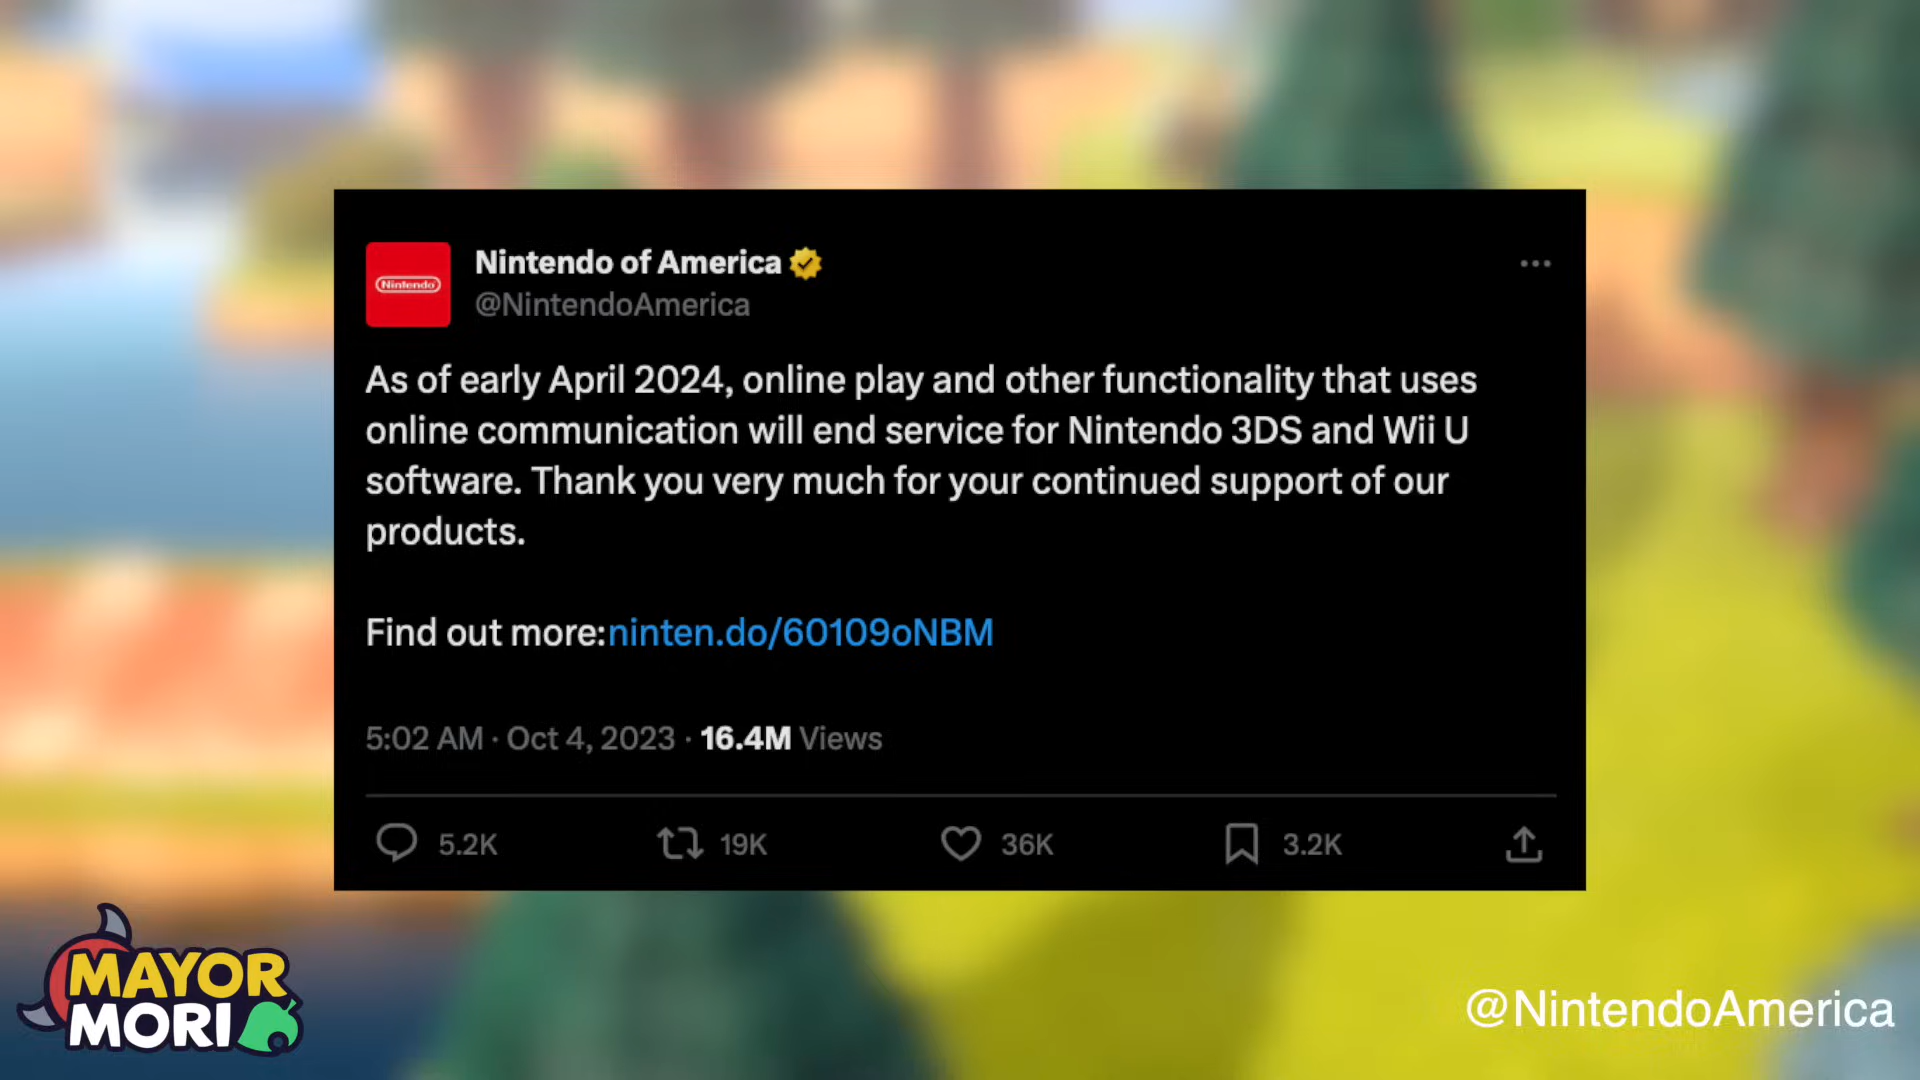 Nintendo
Nintendo of America
@NintendoAmerica
As of early April 2024, online play and other functionality that uses
online communication will end service for Nintendo 3DS and Wii U
software. Thank you very much for your continued support of our
products.
Find out more:ninten.do/60109oNBM
5:02 AM · Oct 4, 2023 · 16.4M Views
5.2K 19K 36K 3.2K
MAYOR
MORI
@NintendoAmerica